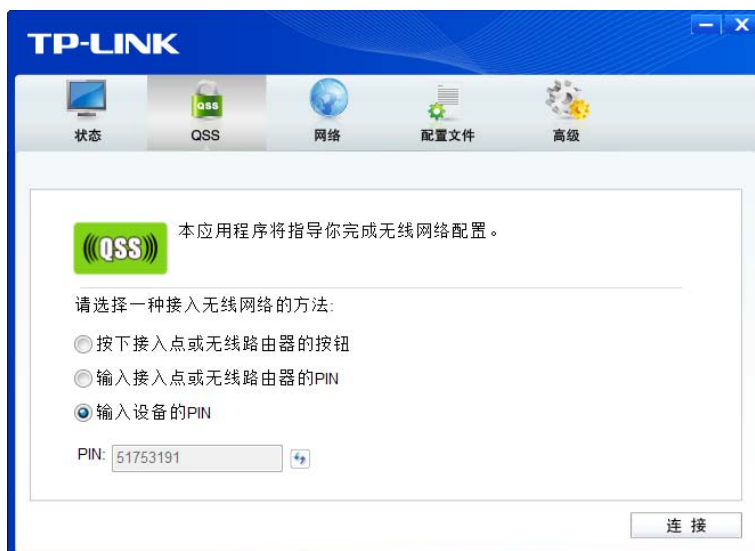 TP-LINK
状态
QSS
QSS
网络
配置文件
高级
QSS
本应用程序将指导你完成无线网络配置。
请选择一种接入无线网络的方法:
按下接入点或无线路由器的按钮
输入接入点或无线路由器的PIN
输入设备的PIN
PIN: 51753191
连 接